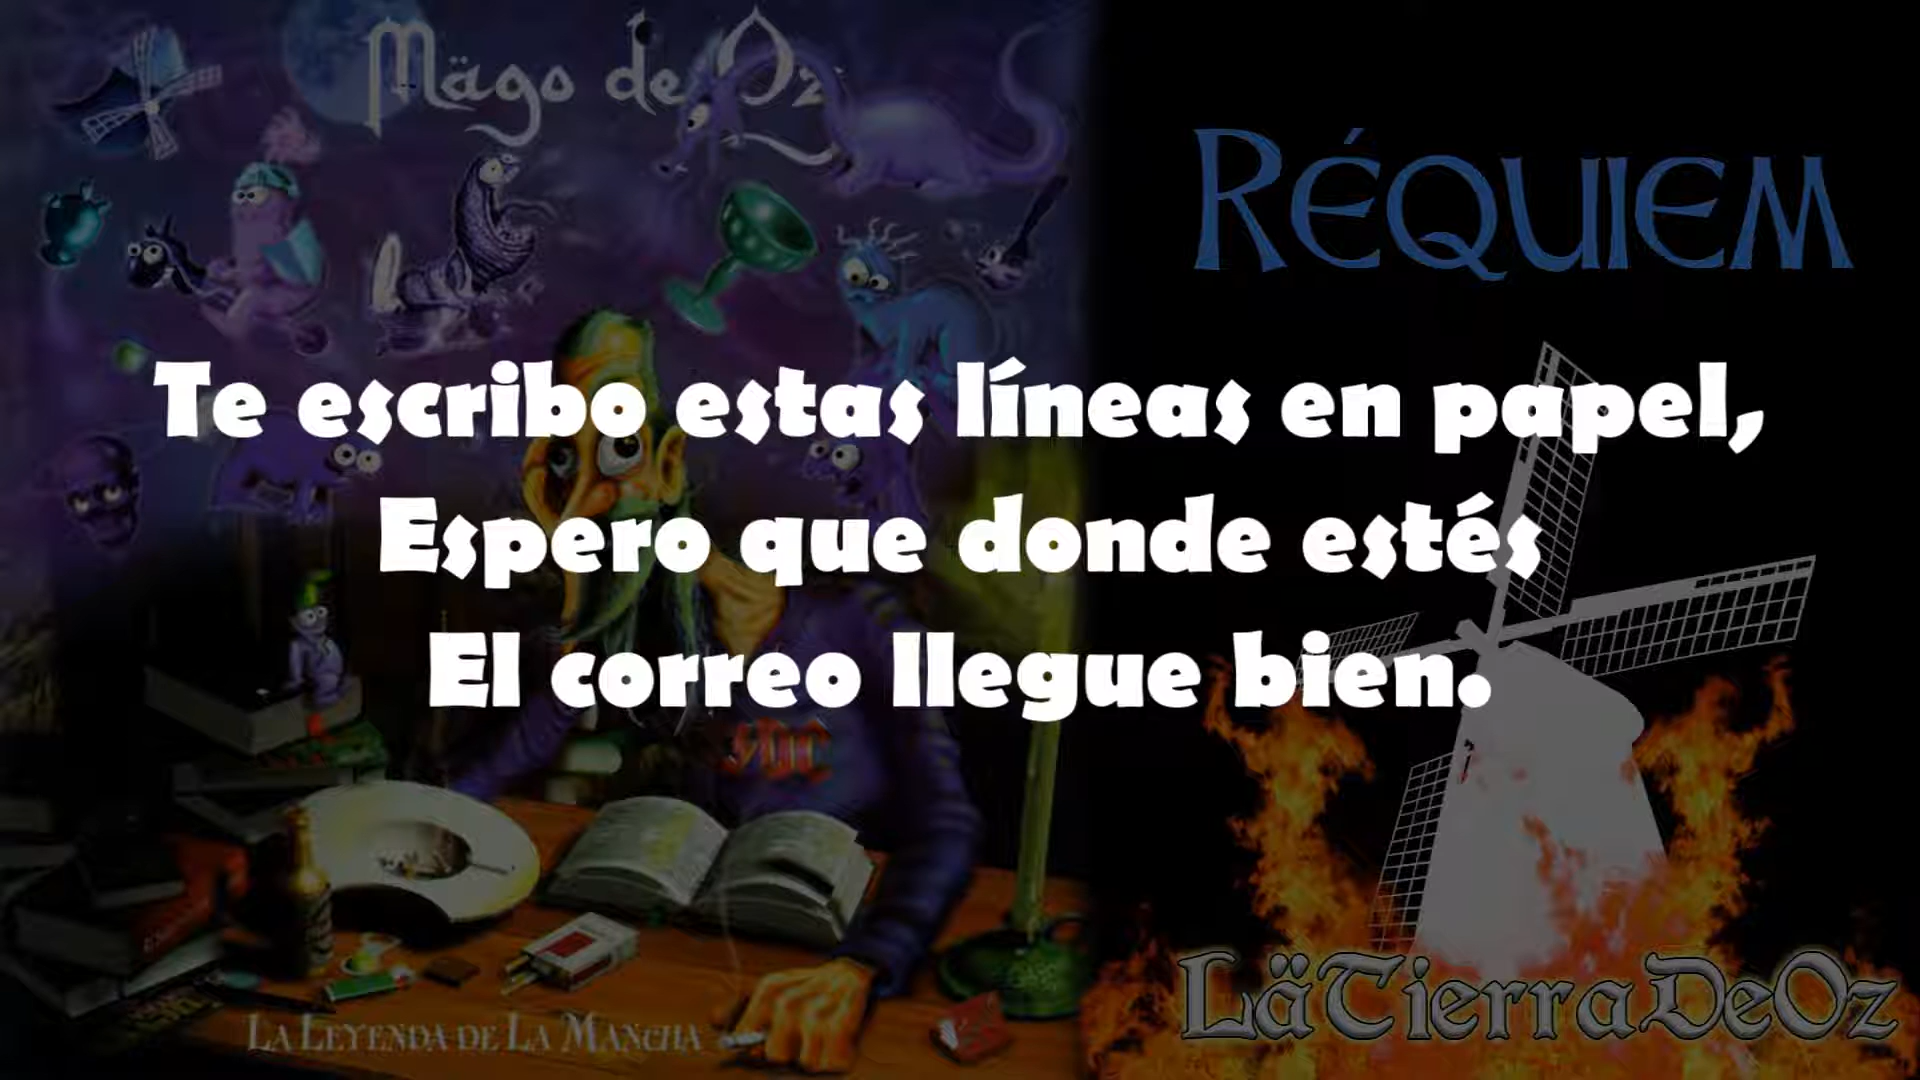 Mägo de Oz
RÉQUIEM
Te escribo estas líneas en papel,
Espero que donde estés
El correo llegue bien.
LA LEYENDA DE LA MANCHA
LäTierraDeOz